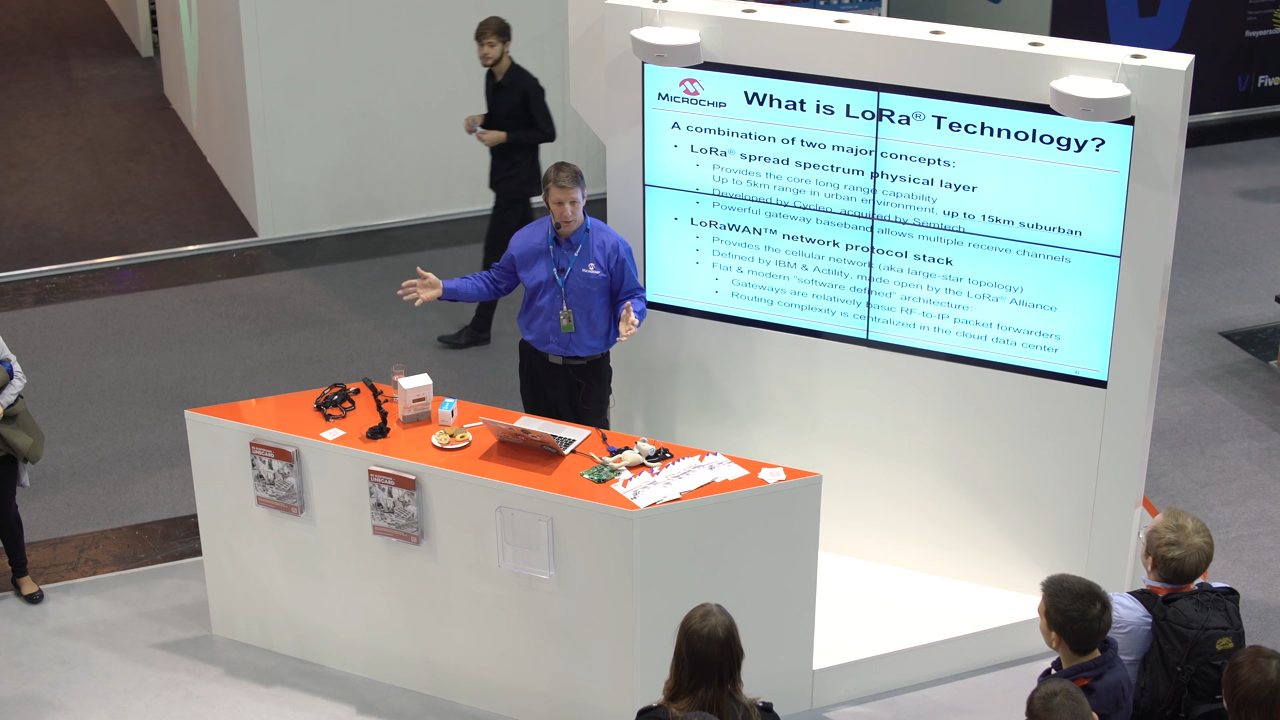 MICROCHIP
What is LoRa® Technology?
A combination of two major concepts:
• LoRa® spread spectrum physical layer
• Provides the core long range capability
Up to 5km range in urban environment, up to 15km suburban
• Developed by Cycleo, acquired by Semtech
• Powerful gateway baseband allows multiple receive channels
• LoRaWAN™ network protocol stack
• Provides the cellular network (aka large-star topology)
• Defined by IBM & Actility, made open by the LoRa® Alliance
• Flat & modern "software defined" architecture:
• Gateways are relatively basic RF-to-IP packet forwarders
• Routing complexity is centralized in the cloud data center
MICROCHIP
LINECARD
LINECARD